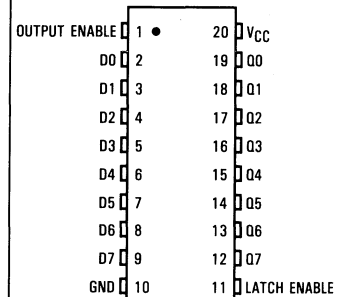 OUTPUT ENABLE 1 20 VCC
D0 2 19 Q0
D1 3 18 Q1
D2 4 17 Q2
D3 5 16 Q3
D4 6 15 Q4
D5 7 14 Q5
D6 8 13 Q6
D7 9 12 Q7
GND 10 11 LATCH ENABLE